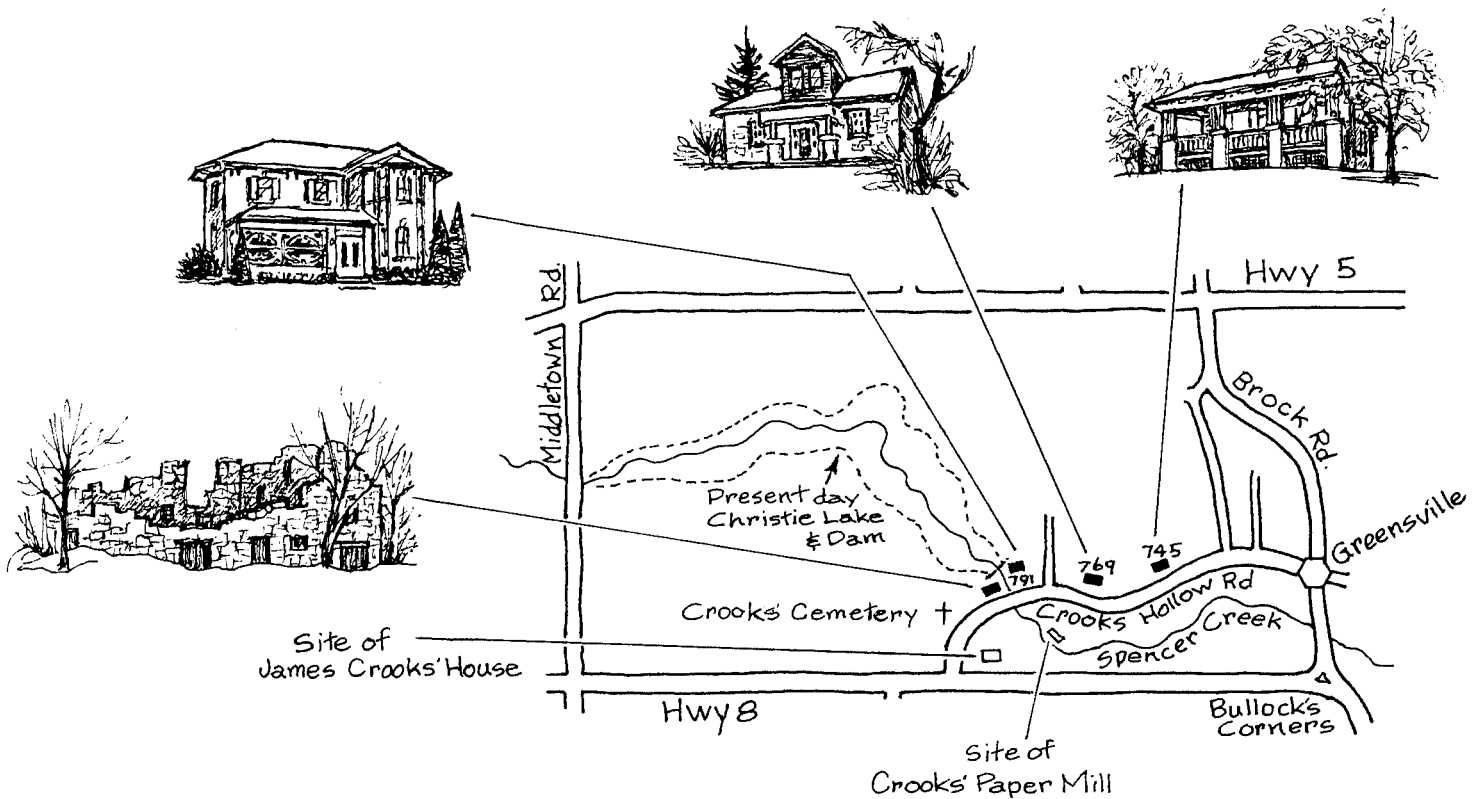 Hwy 5
Middletown Rd.
Brock Rd.
Present day
Christie Lake
& Dam
Greensville
745
769
791
Crooks Hollow Rd
Crooks' Cemetery
Spencer Creek
Site of
James Crooks' House
Hwy 8
Bullock's
Corners
Site of
Crooks' Paper Mill